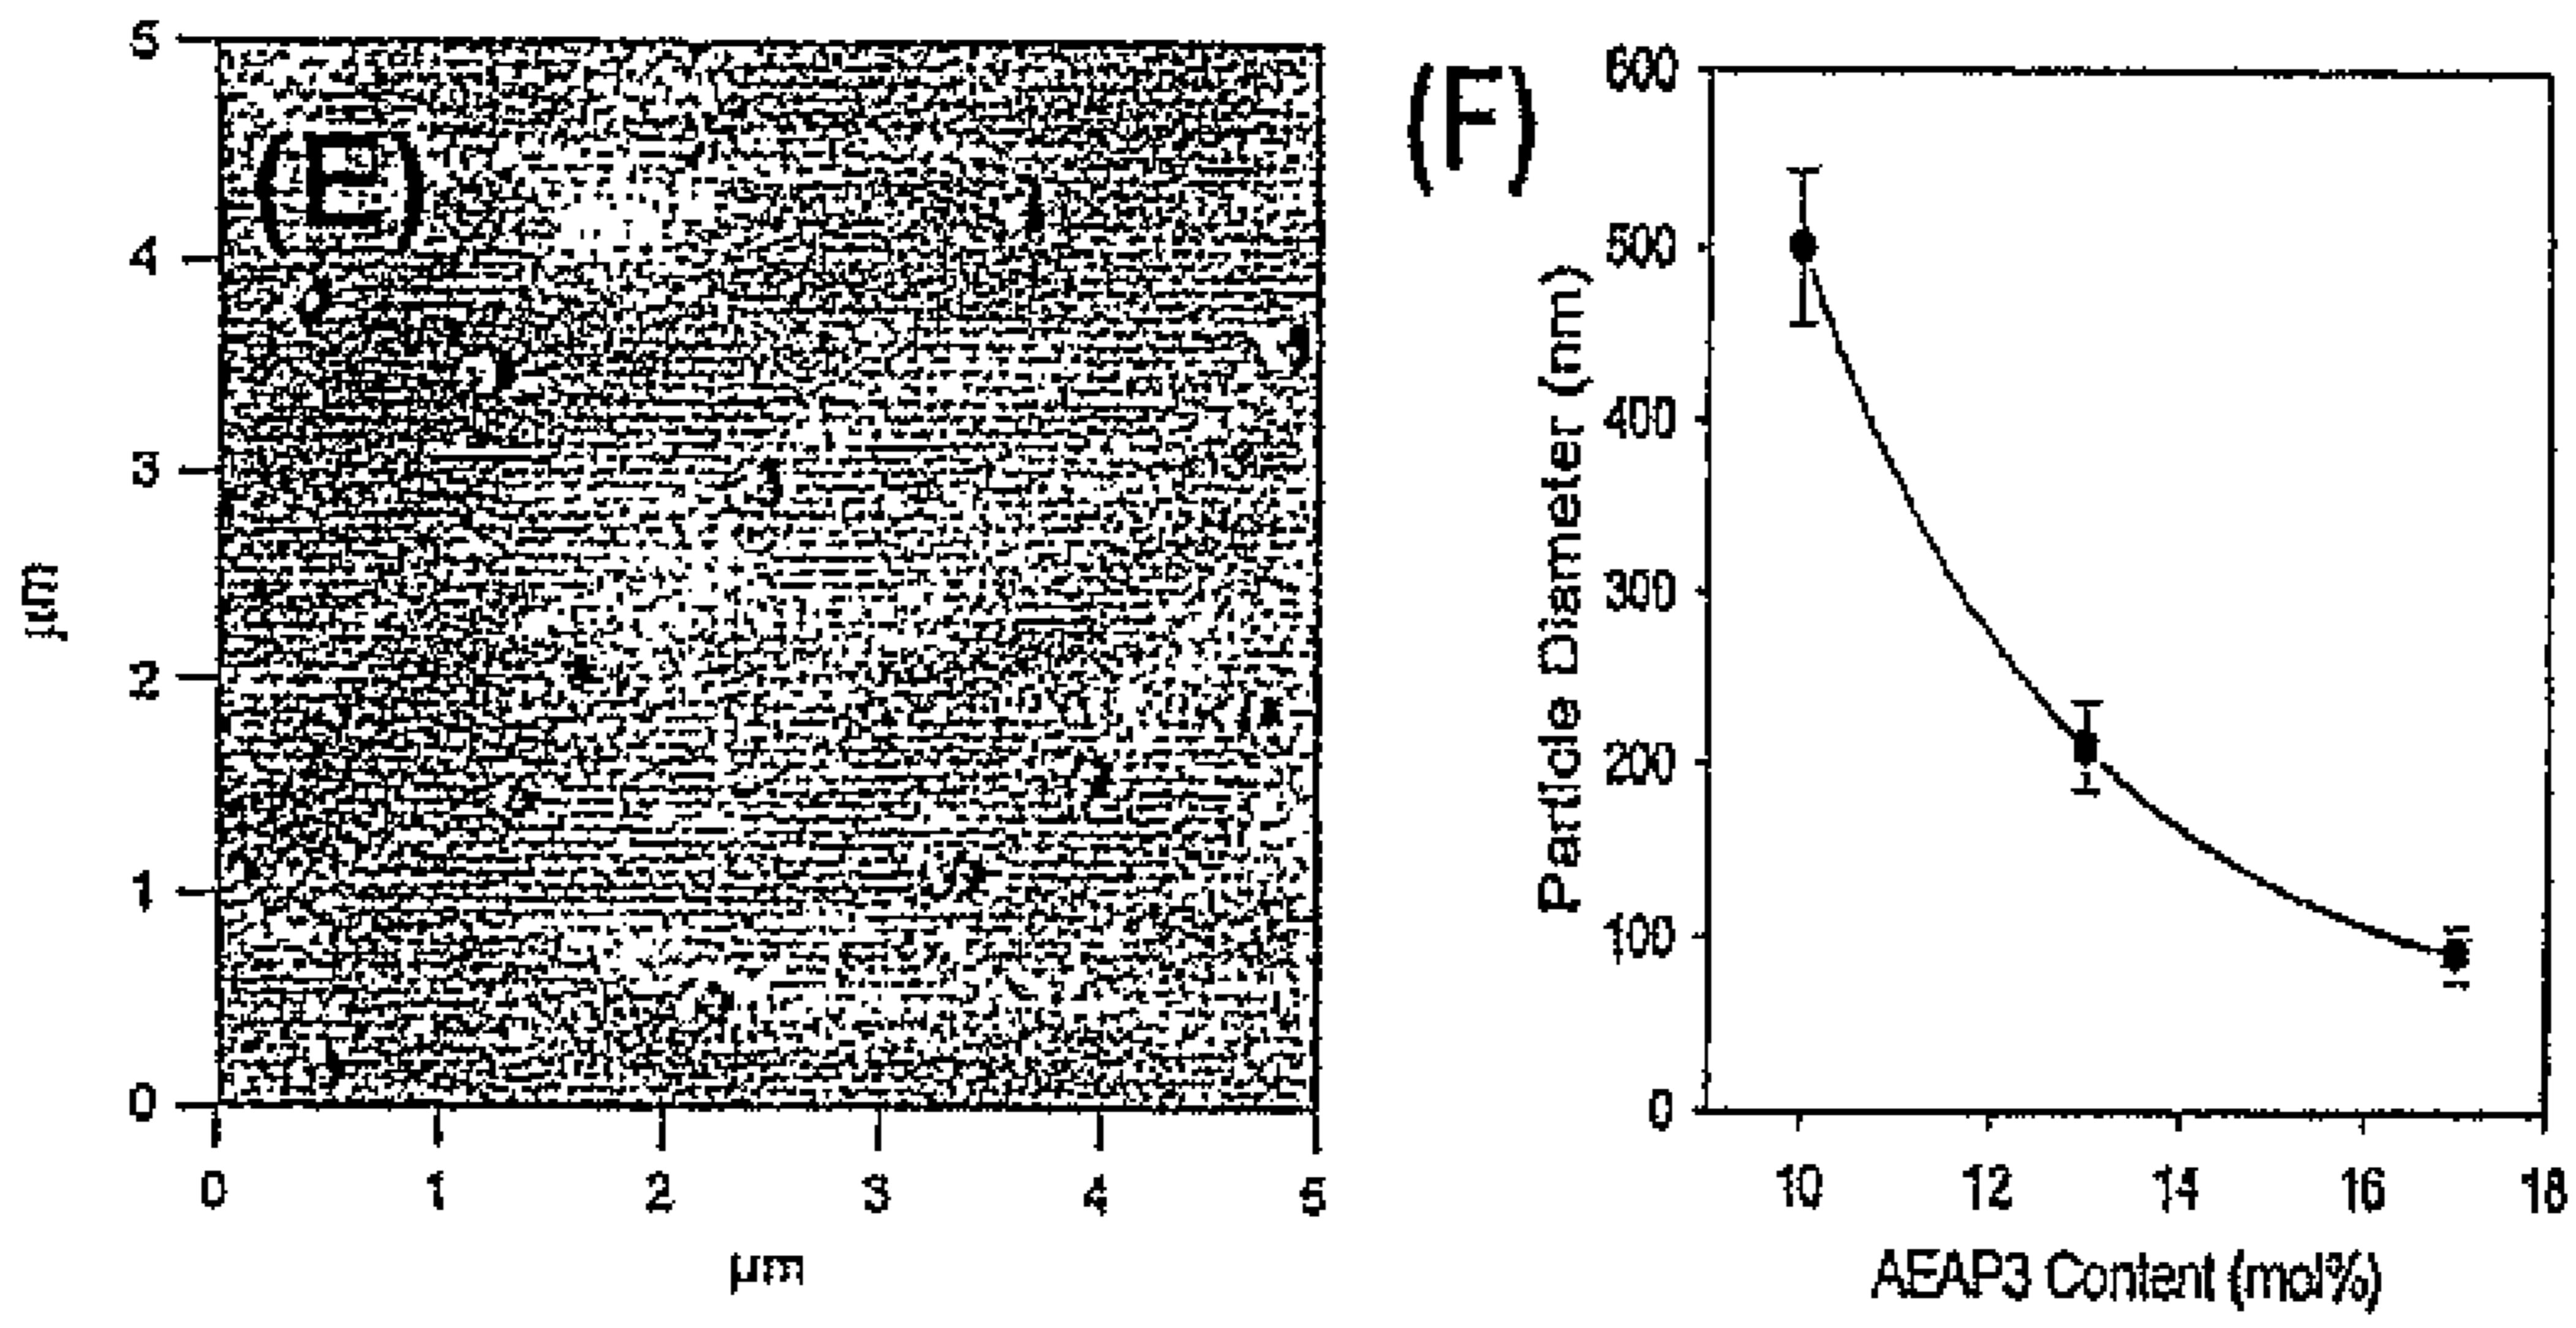 (E)
5
4
3
2
1
0
µm
0 1 2 3 4 5
µm
(F)
600
500
400
300
200
100
0
Particle Diameter (nm)
10 12 14 16 18
AEAP3 Content (mol%)